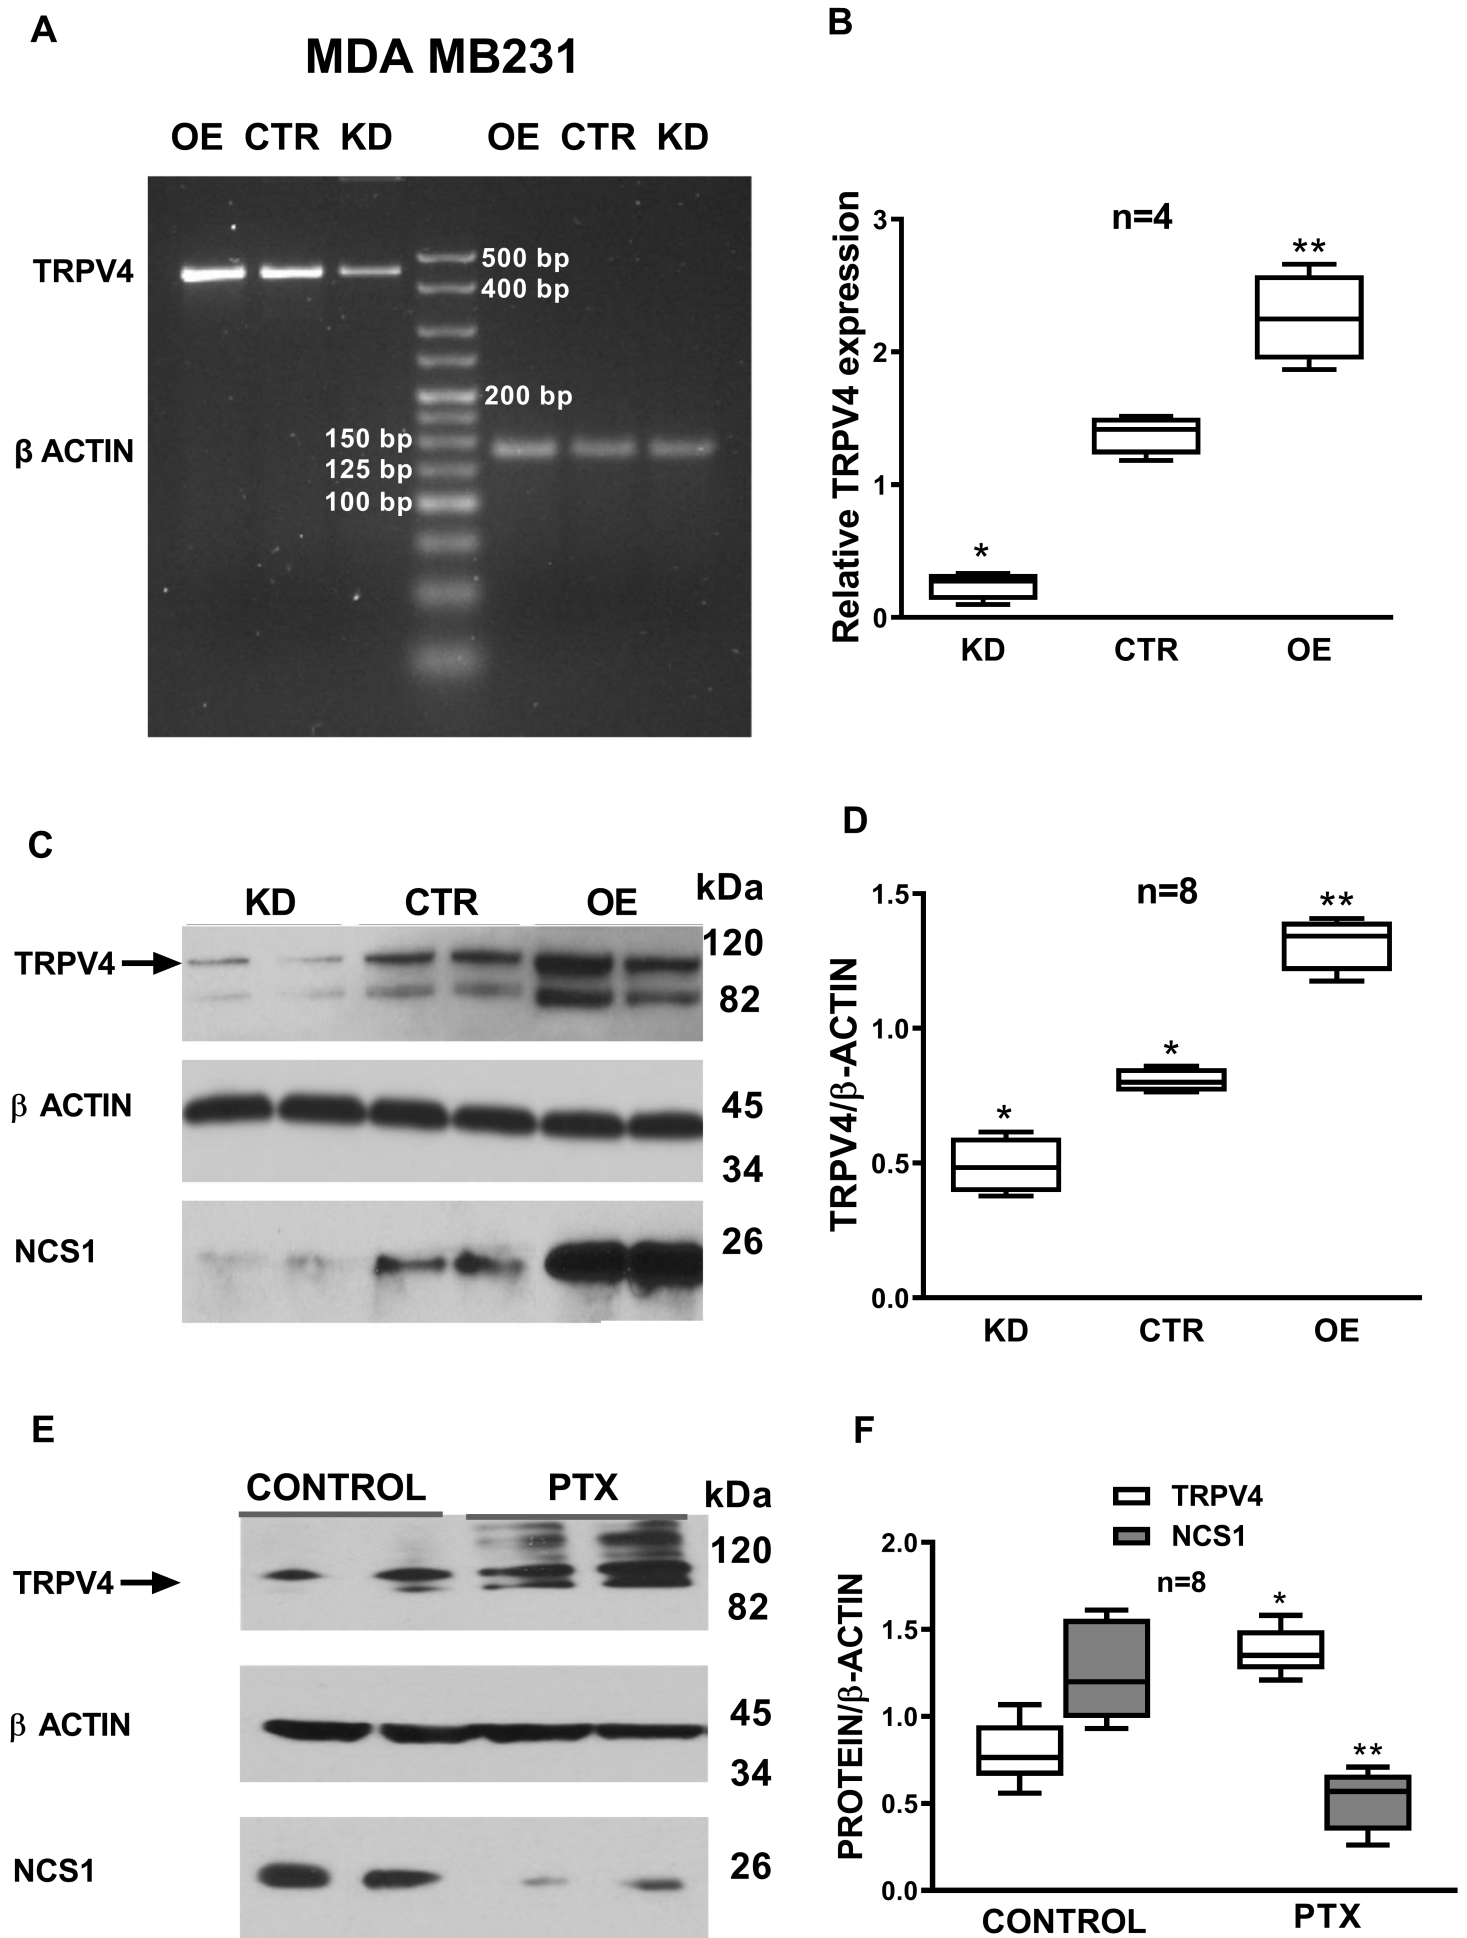 A
MDA MB231
OE CTR KD OE CTR KD
TRPV4
500 bp
400 bp
200 bp
β ACTIN
150 bp
125 bp
100 bp
B
Relative TRPV4 expression
n=4
3
2
1
0
*
**
KD CTR OE
C
KD CTR OE kDa
TRPV4
120
82
β ACTIN
45
34
NCS1
26
D
TRPV4/β-ACTIN
n=8
1.5
1.0
0.5
0.0
*
*
**
KD CTR OE
E
CONTROL PTX kDa
TRPV4
120
82
β ACTIN
45
34
NCS1
26
F
TRPV4
NCS1
n=8
PROTEIN/β-ACTIN
2.0
1.5
1.0
0.5
0.0
*
**
CONTROL PTX